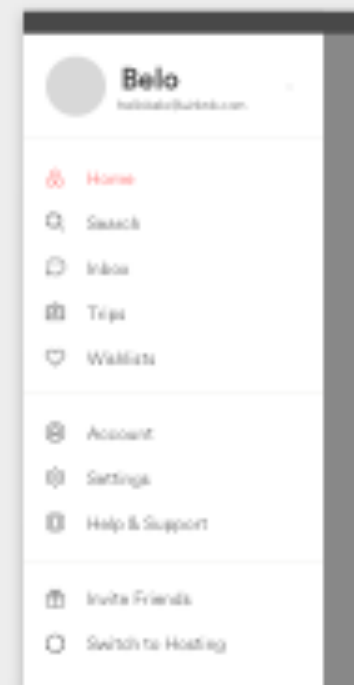 Belo
Home
Search
Inbox
Trips
Wishlists
Account
Settings
Help & Support
Invite Friends
Switch to Hosting